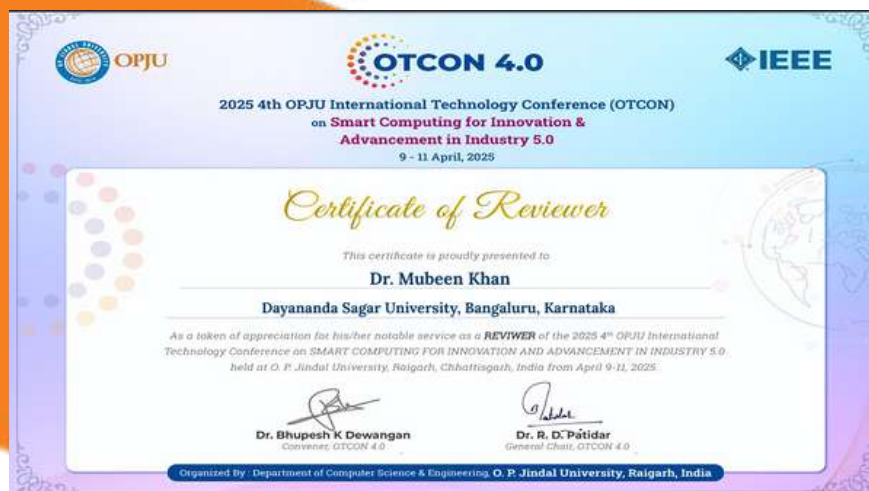 OPJU
OTCON 4.0
IEEE
2025 4th OPJU International Technology Conference (OTCON)
on Smart Computing for Innovation &
Advancement in Industry 5.0
9 - 11 April, 2025
Certificate of Reviewer
This certificate is proudly presented to
Dr. Mubeen Khan
Dayananda Sagar University, Bangaluru, Karnataka
As a token of appreciation for his/her notable service as a REVIWER of the 2025 4th OPJU International
Technology Conference on SMART COMPUTING FOR INNOVATION AND ADVANCEMENT IN INDUSTRY 5.0
held at O. P. Jindal University, Raigarh, Chhattisgarh, India from April 9-11, 2025.
Dr. Bhupesh K Dewangan
Convener, OTCON 4.0
Dr. R. D. Patidar
General Chair, OTCON 4.0
Organized By : Department of Computer Science & Engineering, O. P. Jindal University, Raigarh, India